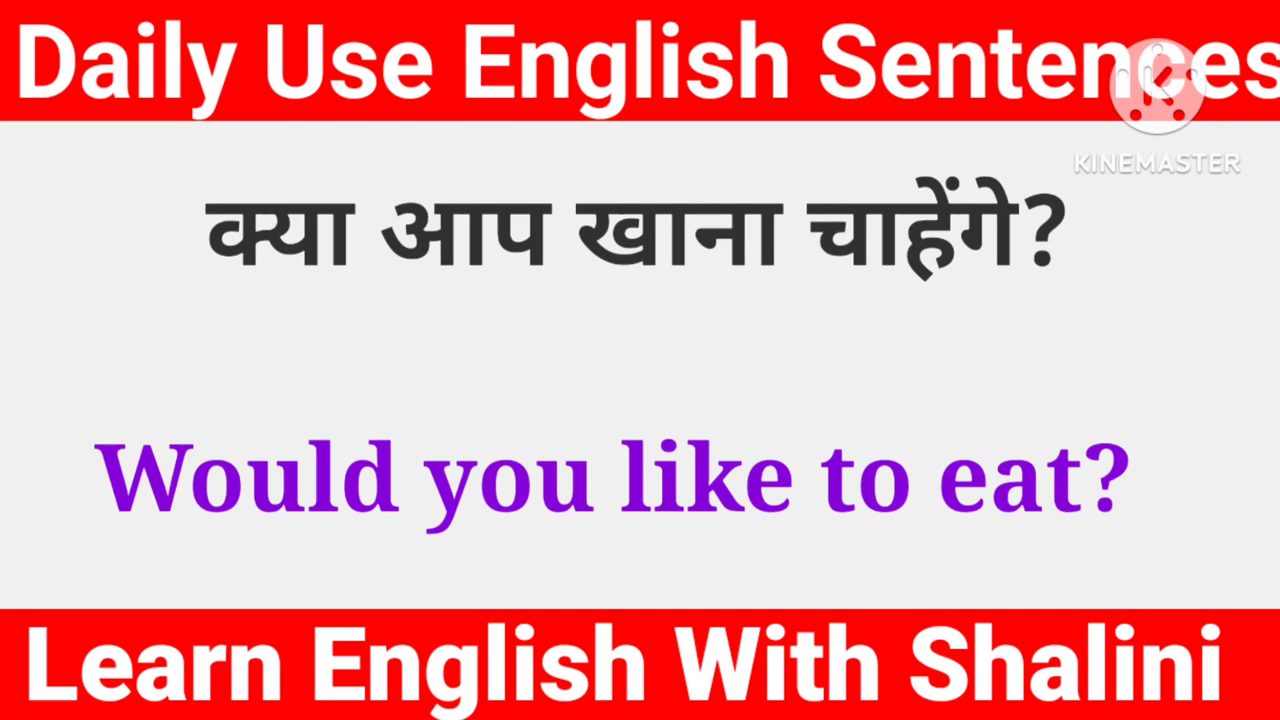 Daily Use English Sentences
KINEMASTER
क्या आप खाना चाहेंगे?
Would you like to eat?
Learn English With Shalini